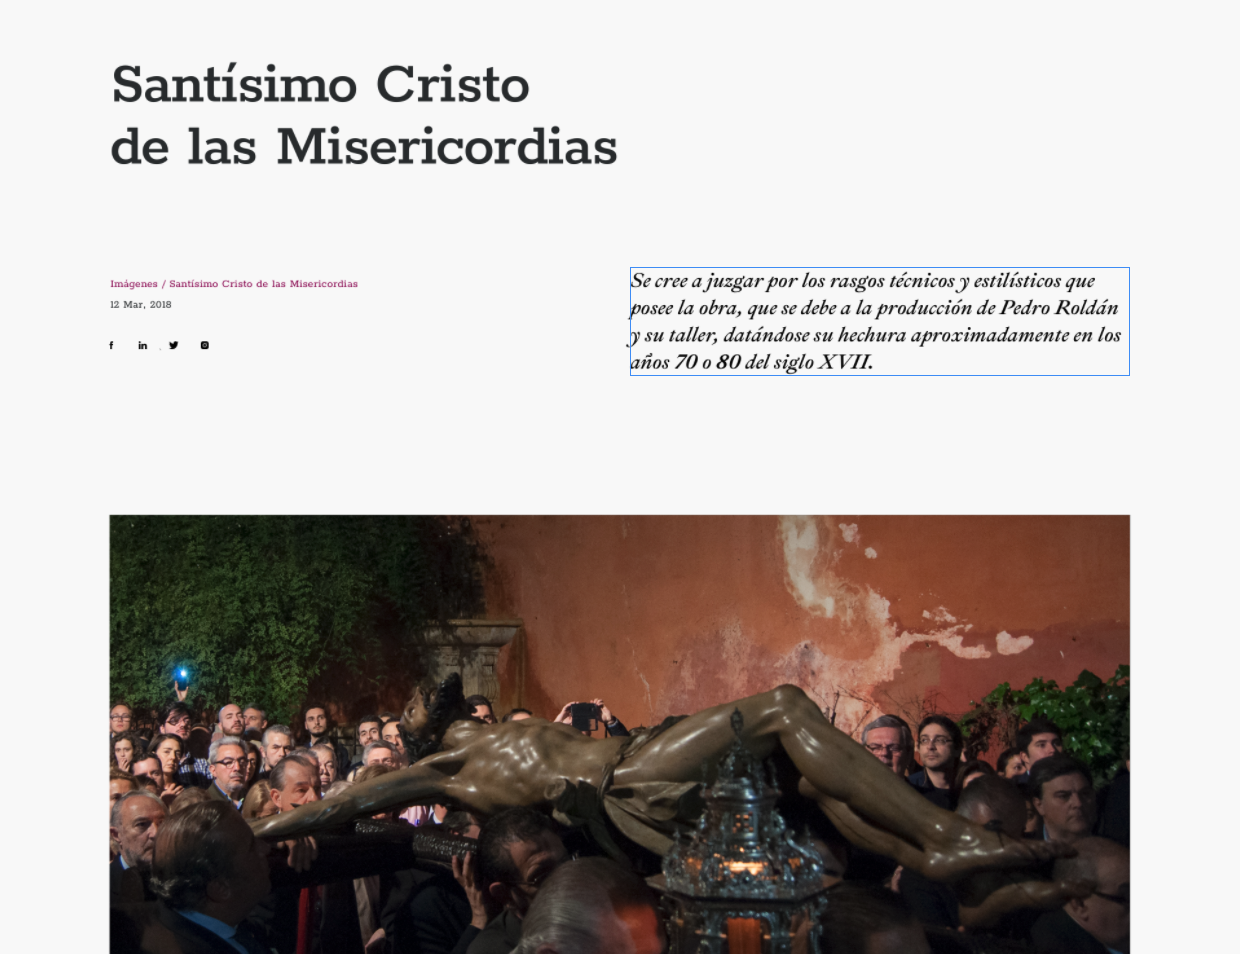 Santísimo Cristo
de las Misericordias
Imágenes / Santísimo Cristo de las Misericordias
12 Mar, 2018
Se cree a juzgar por los rasgos técnicos y estilísticos que
posee la obra, que se debe a la producción de Pedro Roldán
y su taller, datándose su hechura aproximadamente en los
años 70 o 80 del siglo XVII.